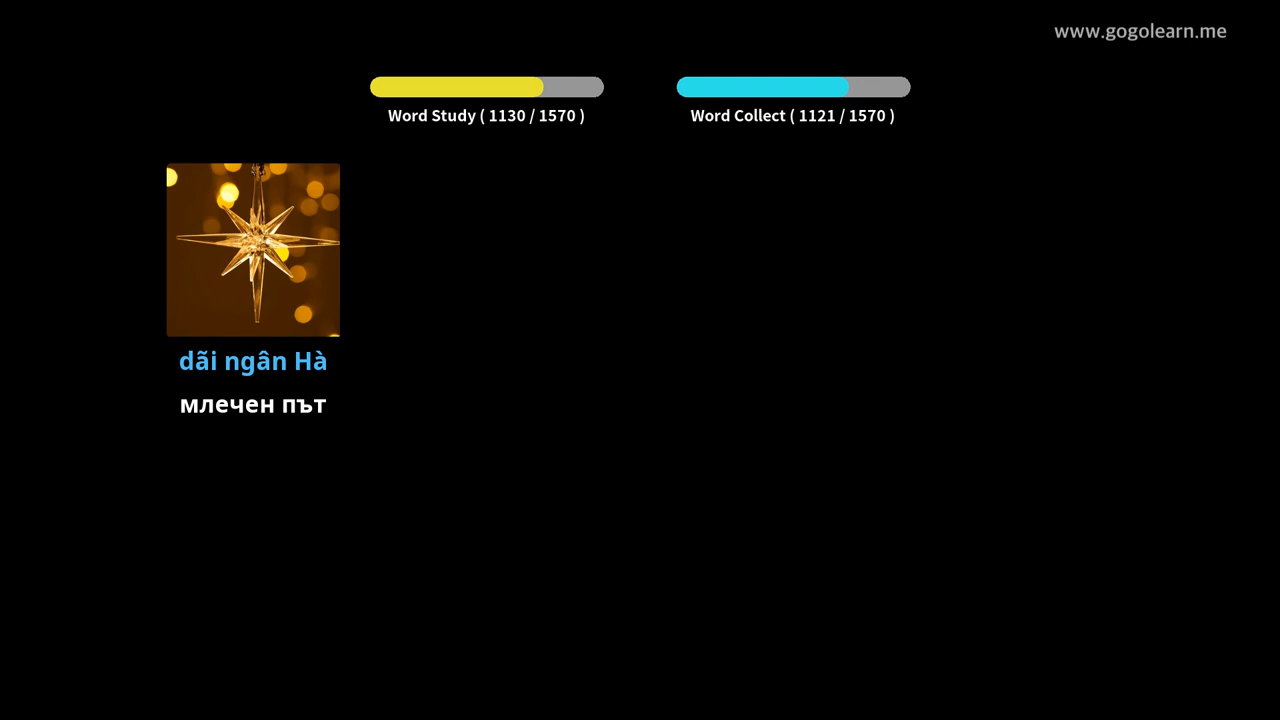 www.gogolearn.me
Word Study ( 1130 / 1570 )
Word Collect ( 1121 / 1570 )
dãi ngân Hà
млечен път